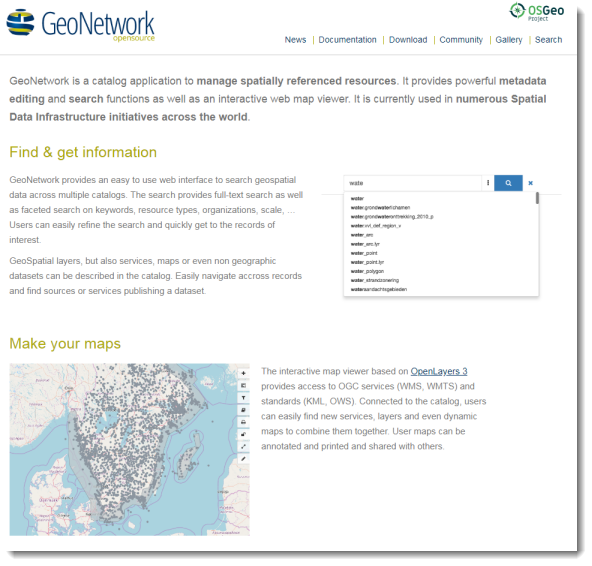 GeoNetwork
opensource
OSGeo
Project
News | Documentation | Download | Community | Gallery | Search
GeoNetwork is a catalog application to manage spatially referenced resources. It provides powerful metadata
editing and search functions as well as an interactive web map viewer. It is currently used in numerous Spatial
Data Infrastructure initiatives across the world.
Find & get information
GeoNetwork provides an easy to use web interface to search geospatial
data across multiple catalogs. The search provides full-text search as well
as faceted search on keywords, resource types, organizations, scale, ...
Users can easily refine the search and quickly get to the records of
interest.
GeoSpatial layers, but also services, maps or even non geographic
datasets can be described in the catalog. Easily navigate accross records
and find sources or services publishing a dataset.
wate
water
water.grondwaterlichamen
water.grondwateronttrekking_2010_p
water.vvt_def_region_v
water_arc
water_arc.lyr
water_point
water_point.lyr
water_polygon
water_strandzonering
wateraandachtsgebieden
Make your maps
The interactive map viewer based on OpenLayers 3
provides access to OGC services (WMS, WMTS) and
standards (KML, OWS). Connected to the catalog, users
can easily find new services, layers and even dynamic
maps to combine them together. User maps can be
annotated and printed and shared with others.